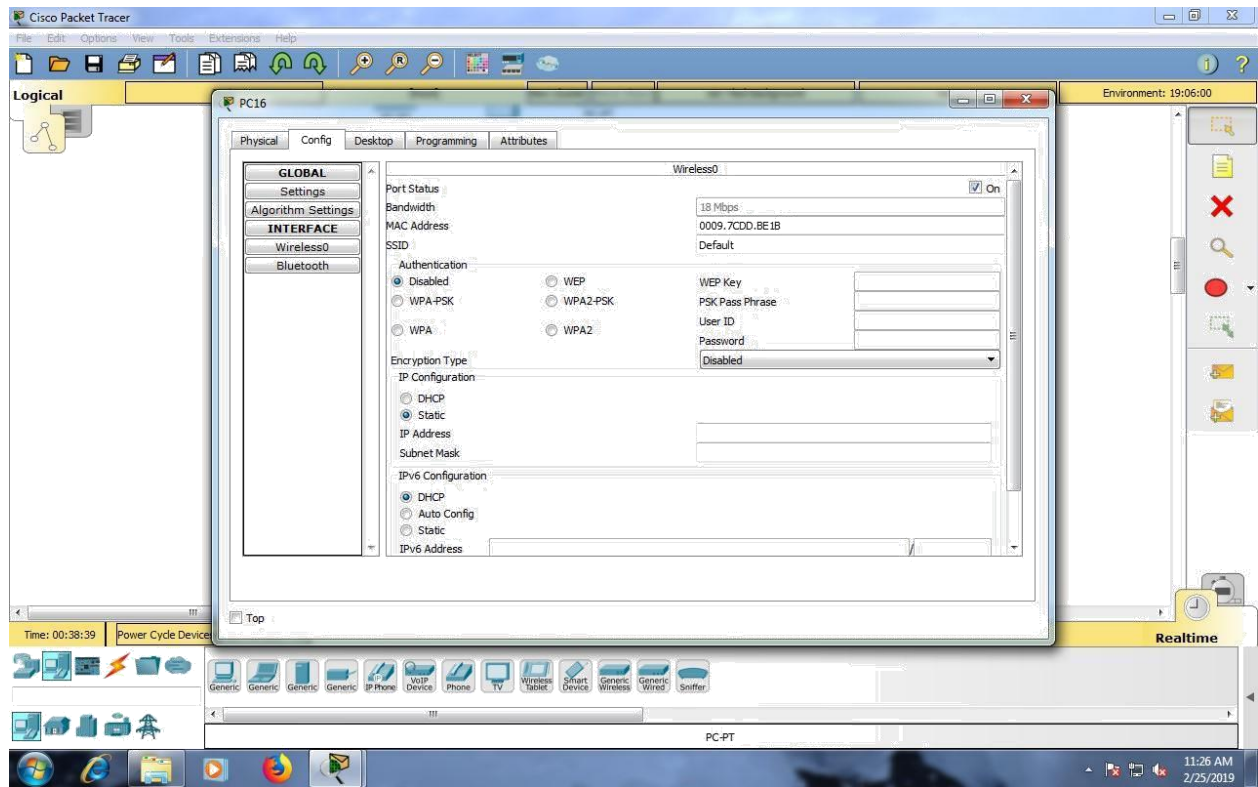 Cisco Packet Tracer
File Edit Options View Tools Extensions Help
Logical
Environment: 19:06:00
PC16
Physical Config Desktop Programming Attributes
GLOBAL
Settings
Algorithm Settings
INTERFACE
Wireless0
Bluetooth
Wireless0
Port Status On
Bandwidth 18 Mbps
MAC Address 0009.7CDD.BE1B
SSID Default
Authentication
Disabled WEP WEP Key
WPA-PSK WPA2-PSK PSK Pass Phrase
User ID
WPA WPA2
Password
Encryption Type Disabled
IP Configuration
DHCP
Static
IP Address
Subnet Mask
IPv6 Configuration
DHCP
Auto Config
Static
IPv6 Address /
Top
Time: 00:38:39 Power Cycle Device
Realtime
Generic Generic Generic Generic IP Phone VoIP Device Phone TV Wireless Tablet Smart Device Generic Wireless Generic Wired Sniffer
PC-PT
11:26 AM
2/25/2019